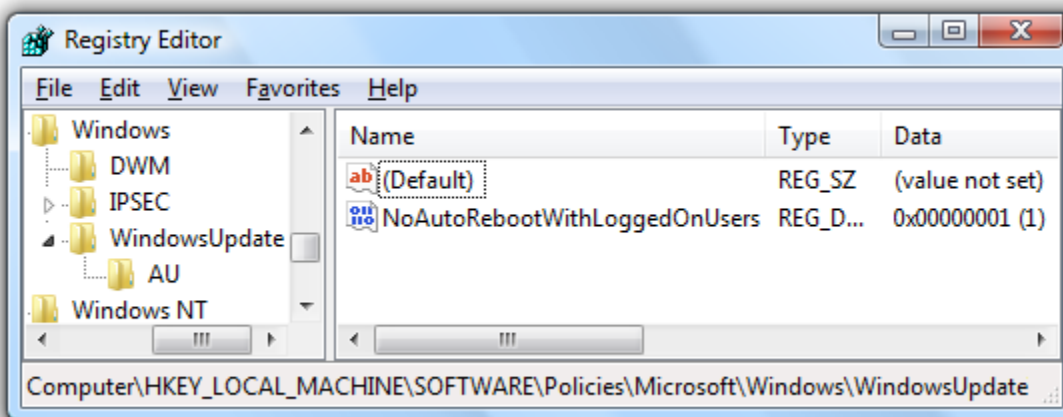 Registry Editor
File Edit View Favorites Help
Windows
DWM
IPSEC
WindowsUpdate
AU
Windows NT
Name Type Data
ab (Default) REG_SZ (value not set)
NoAutoRebootWithLoggedOnUsers REG_D... 0x00000001 (1)
Computer\HKEY_LOCAL_MACHINE\SOFTWARE\Policies\Microsoft\Windows\WindowsUpdate